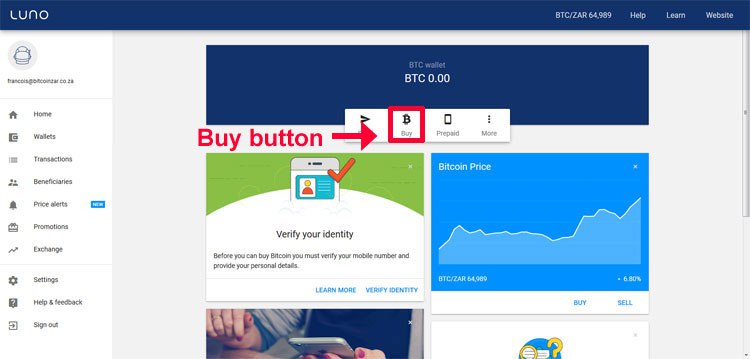 LUNO
BTC/ZAR 64,989
Help
Learn
Website
francois@bitcoinzar.co.za
Home
Wallets
Transactions
Beneficiaries
Price alerts NEW
Promotions
Exchange
Settings
Help & feedback
Sign out
BTC wallet
BTC 0.00
Buy
Prepaid
More
Buy button
Verify your identity
Before you can buy Bitcoin you must verify your mobile number and
provide your personal details.
LEARN MORE
VERIFY IDENTITY
Bitcoin Price
BTC/ZAR 64,989
6.80%
BUY
SELL